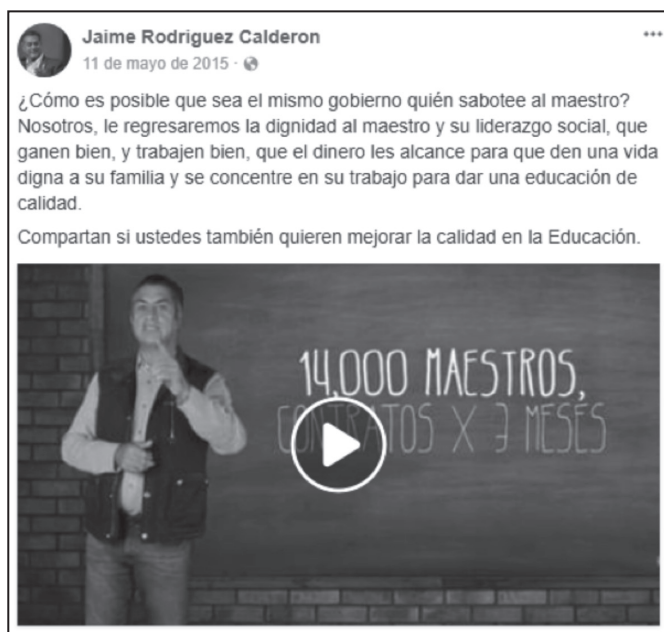 Jaime Rodriguez Calderon
11 de mayo de 2015 ·
¿Cómo es posible que sea el mismo gobierno quién sabotee al maestro?
Nosotros, le regresaremos la dignidad al maestro y su liderazgo social, que
ganen bien, y trabajen bien, que el dinero les alcance para que den una vida
digna a su familia y se concentre en su trabajo para dar una educación de
calidad.
Compartan si ustedes también quieren mejorar la calidad en la Educación.
14,000 MAESTROS,
CONTRATOS X 7 MESES